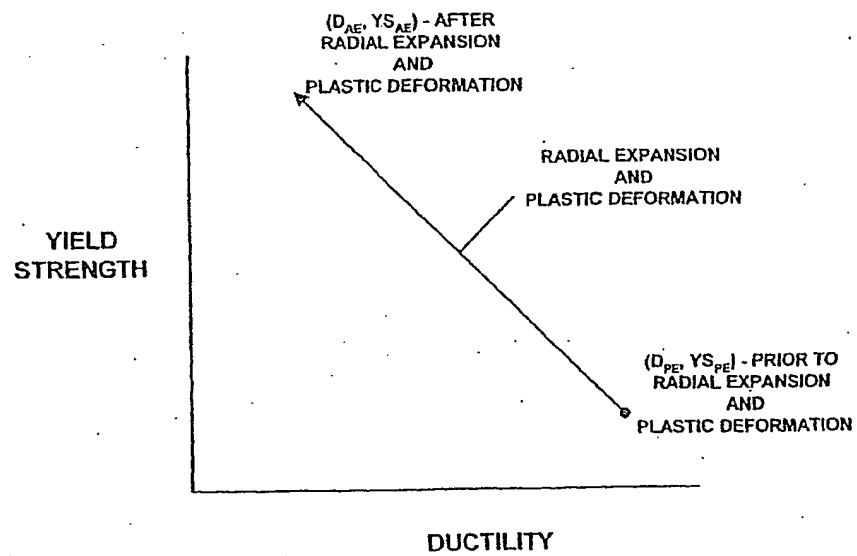 (D_AE, YS_AE) - AFTER
RADIAL EXPANSION
AND
PLASTIC DEFORMATION
RADIAL EXPANSION
AND
PLASTIC DEFORMATION
YIELD
STRENGTH
(D_PE, YS_PE) - PRIOR TO
RADIAL EXPANSION
AND
PLASTIC DEFORMATION
DUCTILITY